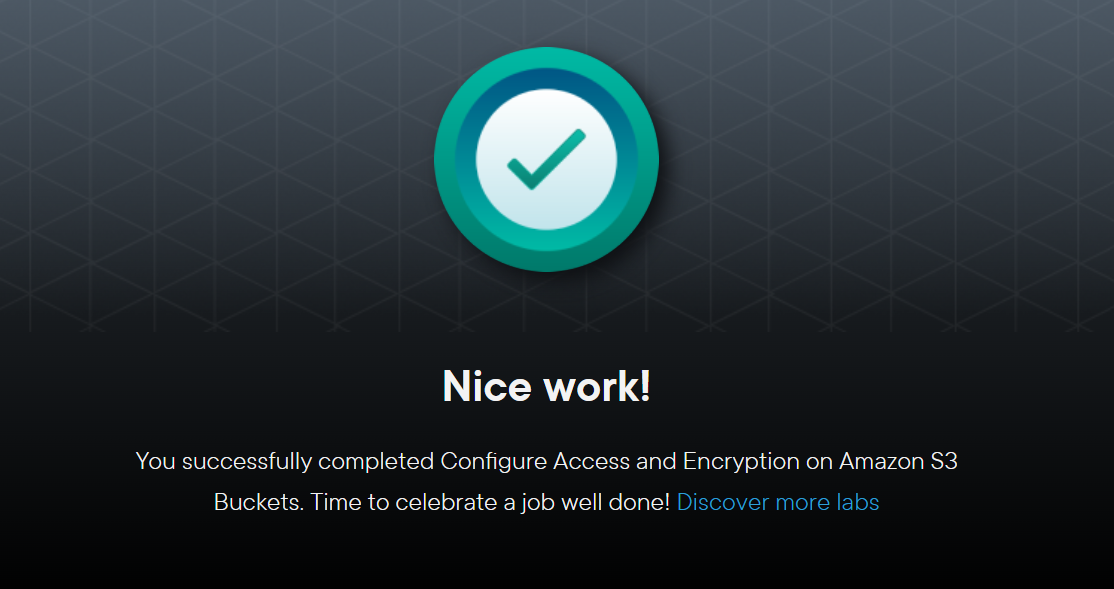 Nice work!
You successfully completed Configure Access and Encryption on Amazon S3
Buckets. Time to celebrate a job well done! Discover more labs